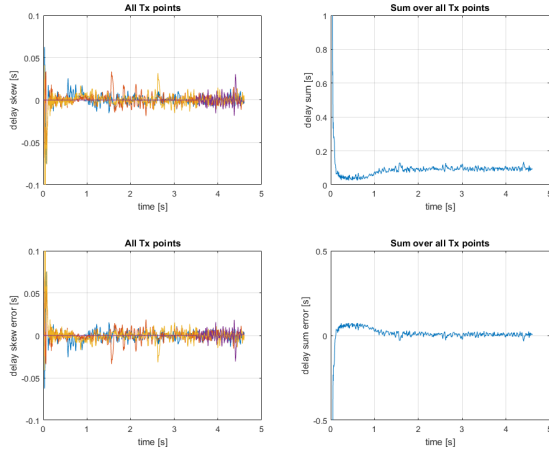 All Tx points
delay skew [s]
0.1
0.05
0
-0.05
-0.1
0 1 2 3 4 5
time [s]
Sum over all Tx points
delay sum [s]
1
0.8
0.6
0.4
0.2
0
0 1 2 3 4 5
time [s]
All Tx points
delay skew error [s]
0.1
0.05
0
-0.05
-0.1
0 1 2 3 4 5
time [s]
Sum over all Tx points
delay sum error [s]
0.5
0
-0.5
0 1 2 3 4 5
time [s]